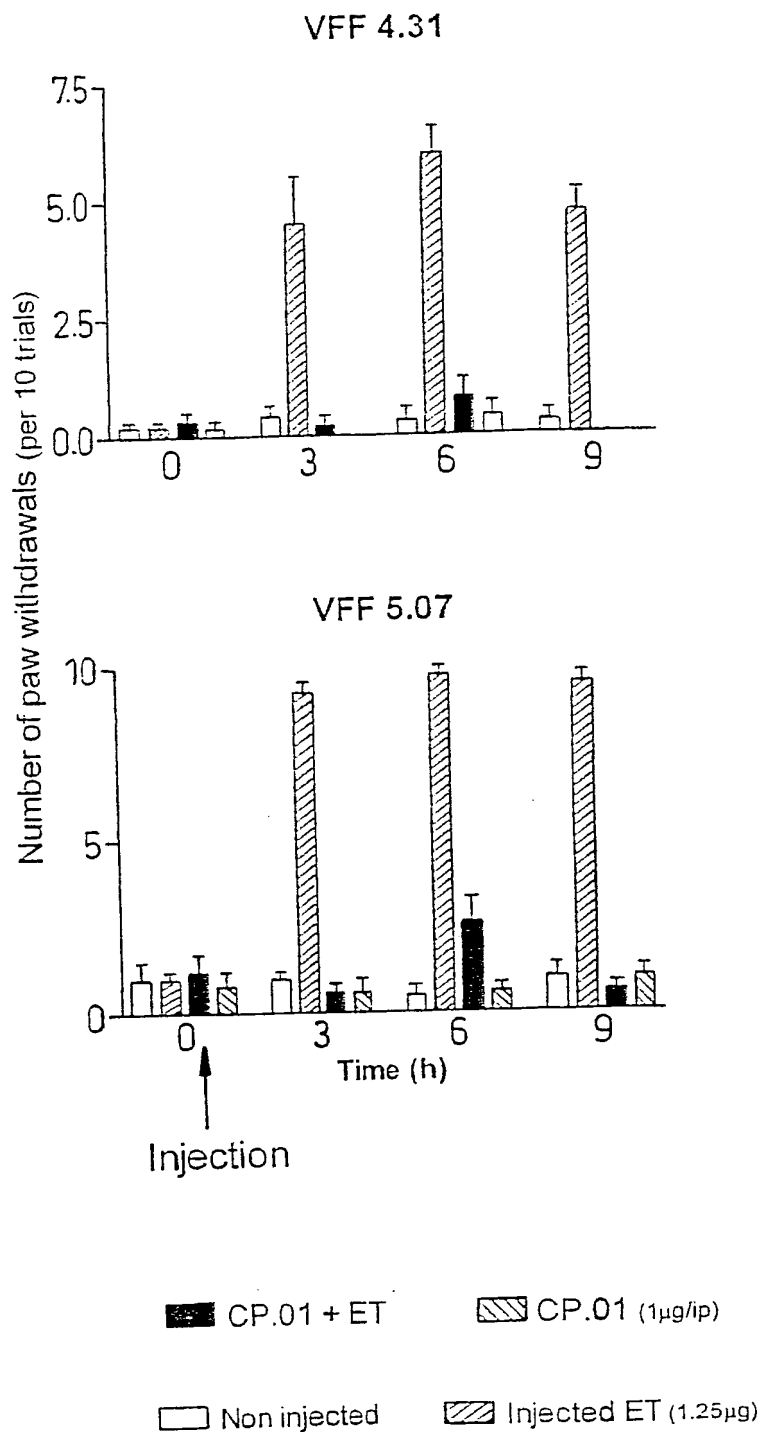 VFF 4.31
Number of paw withdrawals (per 10 trials)
7.5
5.0
2.5
0.0
0 3 6 9
VFF 5.07
10
5
0
0 3 6 9
Time (h)
Injection
CP.01 + ET CP.01 (1µg/ip)
Non injected Injected ET (1.25µg)